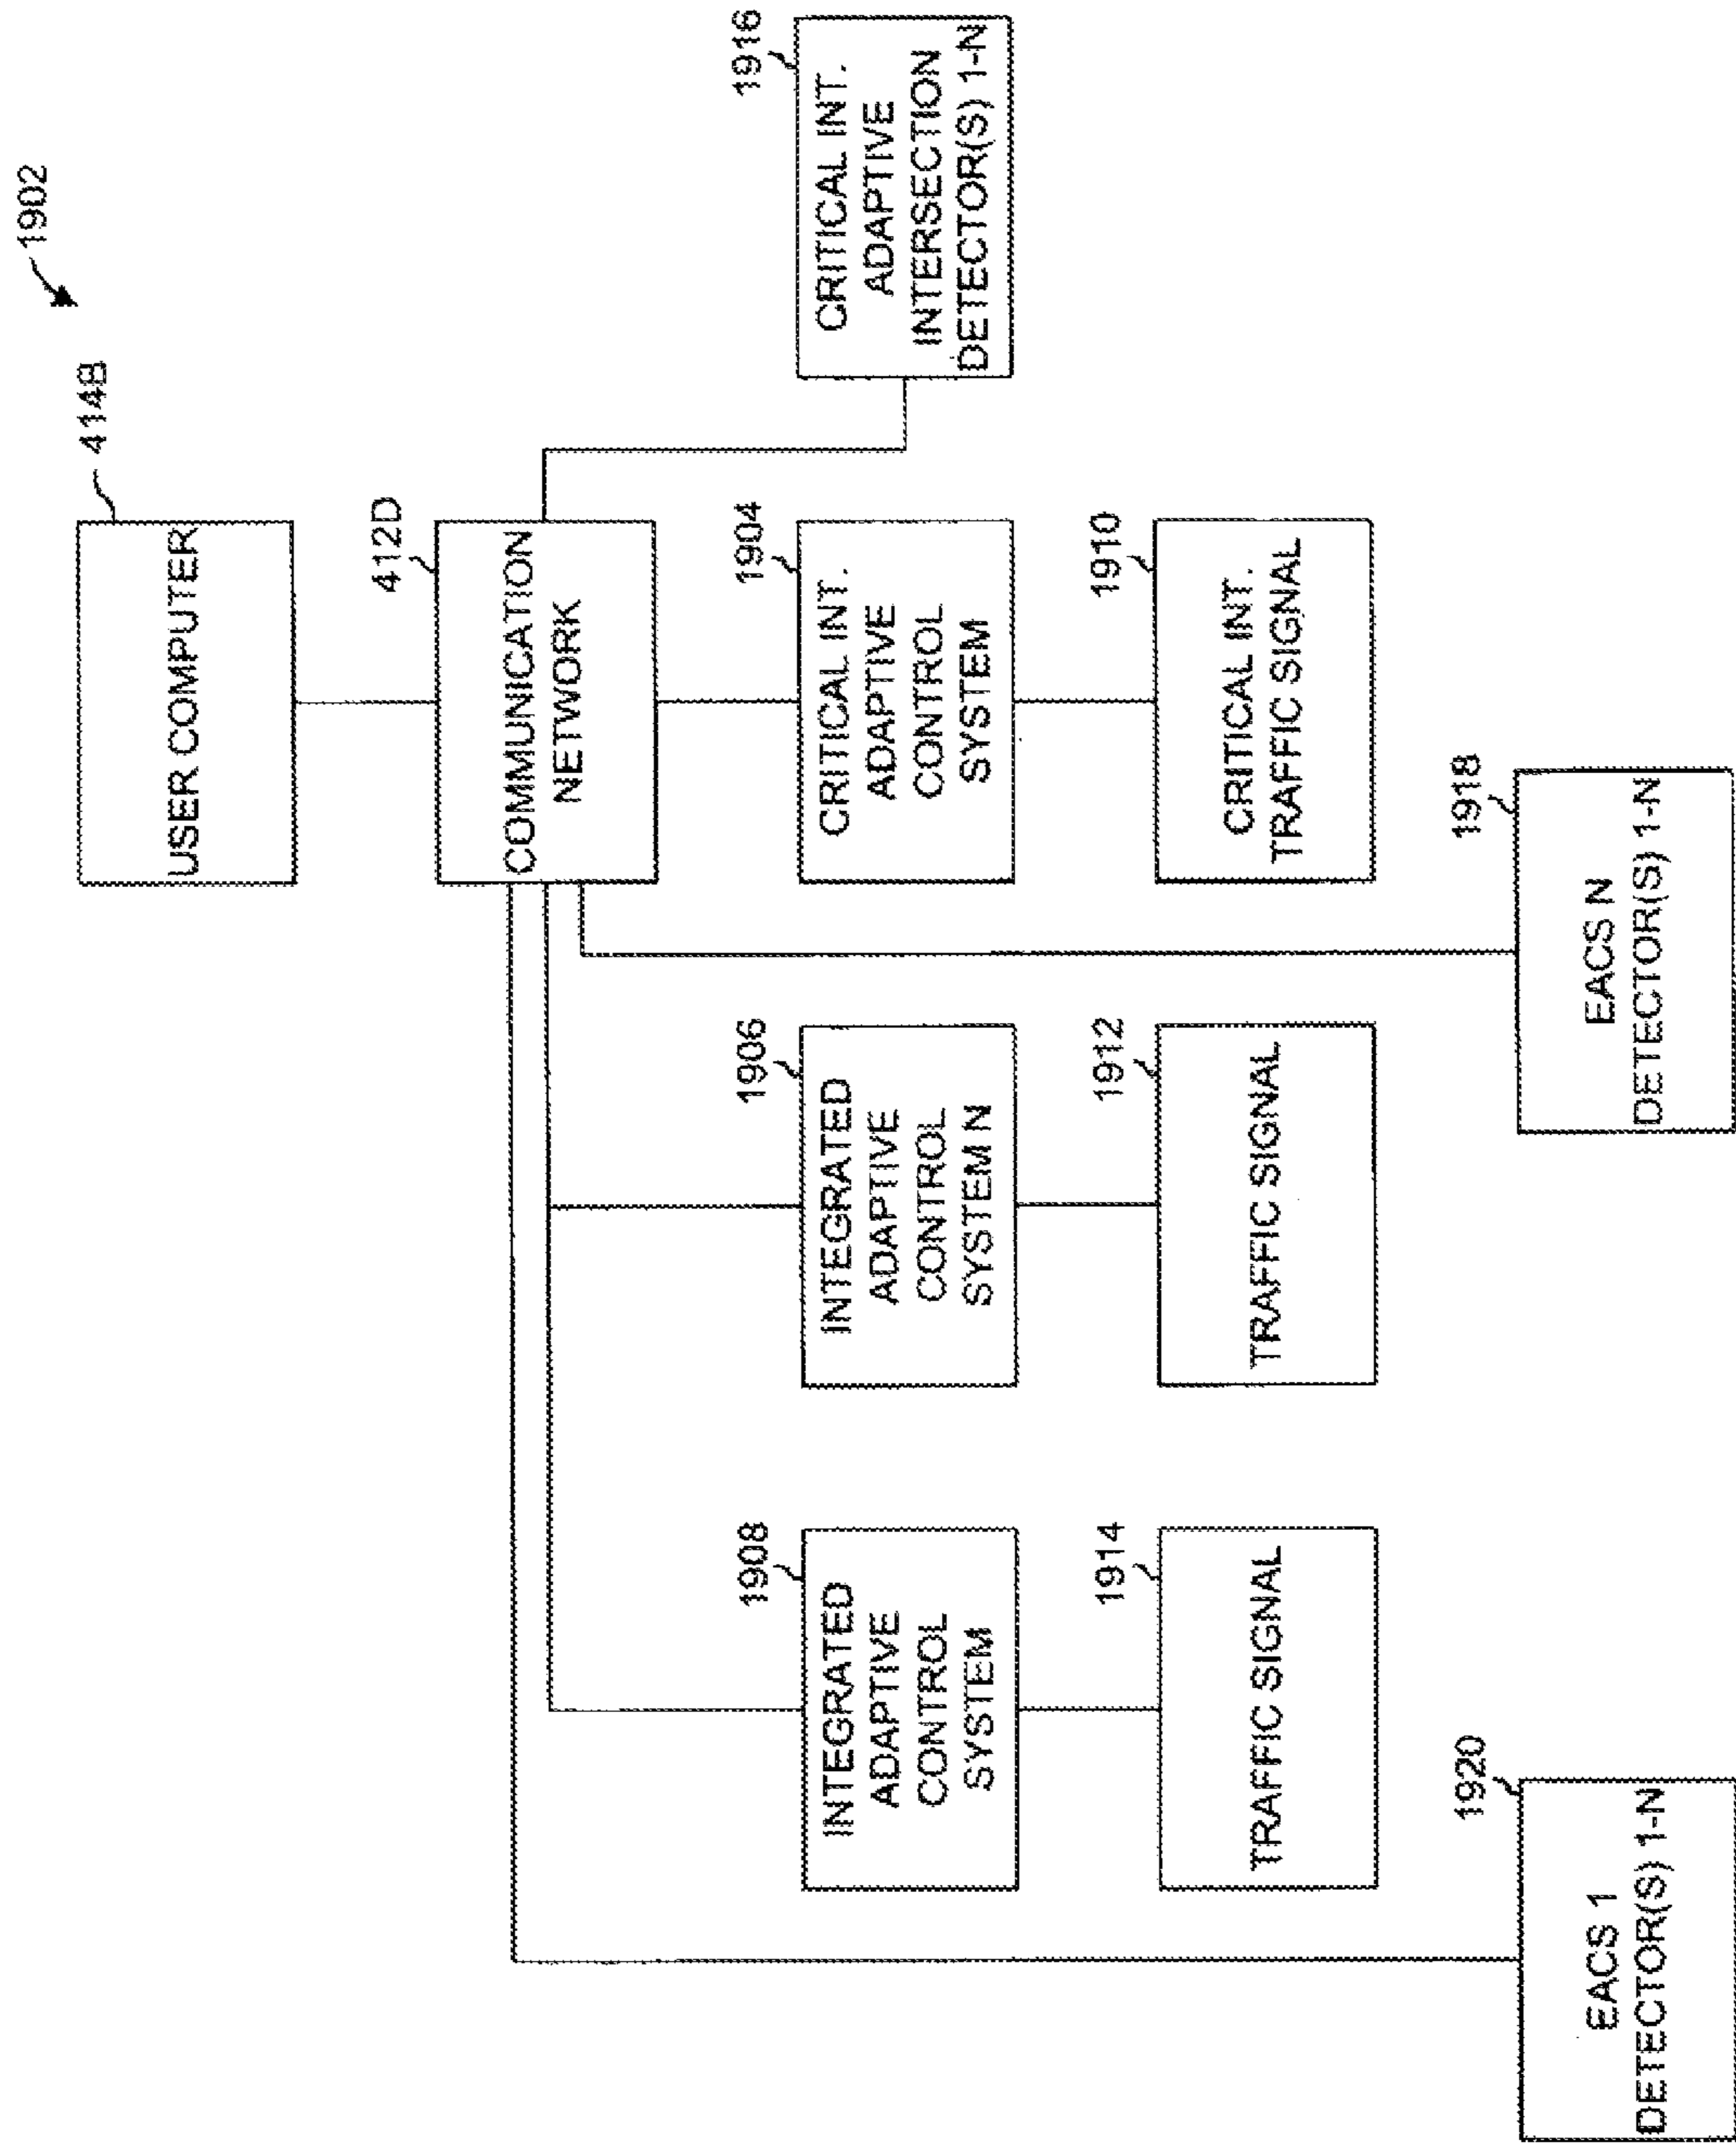 1902
414B
USER COMPUTER
412D
COMMUNICATION
NETWORK
1908
INTEGRATED
ADAPTIVE
CONTROL
SYSTEM
1906
INTEGRATED
ADAPTIVE
CONTROL
SYSTEM N
1904
CRITICAL INT.
ADAPTIVE
CONTROL
SYSTEM
1916
CRITICAL INT.
ADAPTIVE
INTERSECTION
DETECTOR(S) 1-N
1914
TRAFFIC SIGNAL
1912
TRAFFIC SIGNAL
1910
CRITICAL INT.
TRAFFIC SIGNAL
1920
EACS 1
DETECTOR(S) 1-N
1918
EACS N
DETECTOR(S) 1-N